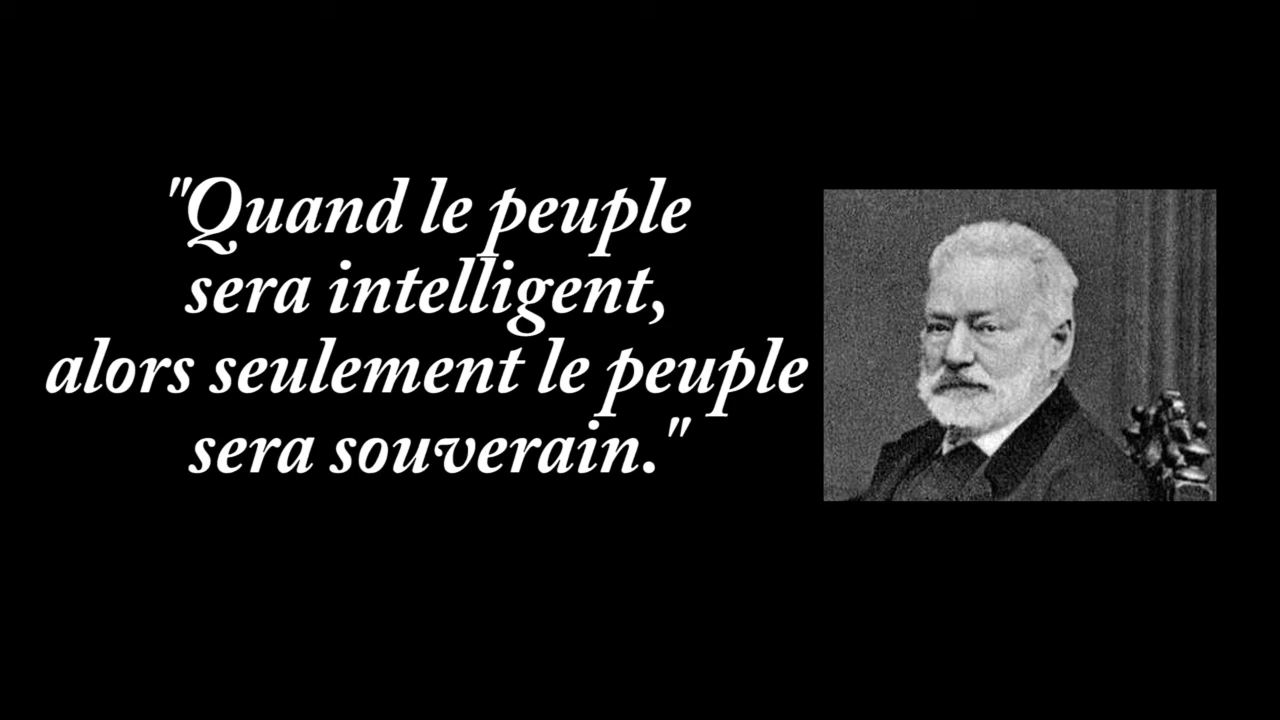 "Quand le peuple
sera intelligent,
alors seulement le peuple
sera souverain."